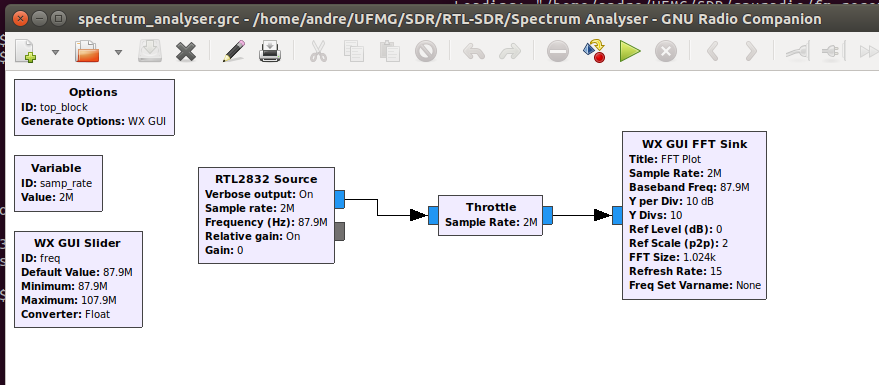 spectrum_analyser.grc - /home/andre/UFMG/SDR/RTL-SDR/Spectrum Analyser - GNU Radio Companion
Options
ID: top_block
Generate Options: WX GUI
Variable
ID: samp_rate
Value: 2M
WX GUI Slider
ID: freq
Default Value: 87.9M
Minimum: 87.9M
Maximum: 107.9M
Converter: Float
RTL2832 Source
Verbose output: On
Sample rate: 2M
Frequency (Hz): 87.9M
Relative gain: On
Gain: 0
Throttle
Sample Rate: 2M
WX GUI FFT Sink
Title: FFT Plot
Sample Rate: 2M
Baseband Freq: 87.9M
Y per Div: 10 dB
Y Divs: 10
Ref Level (dB): 0
Ref Scale (p2p): 2
FFT Size: 1.024k
Refresh Rate: 15
Freq Set Varname: None